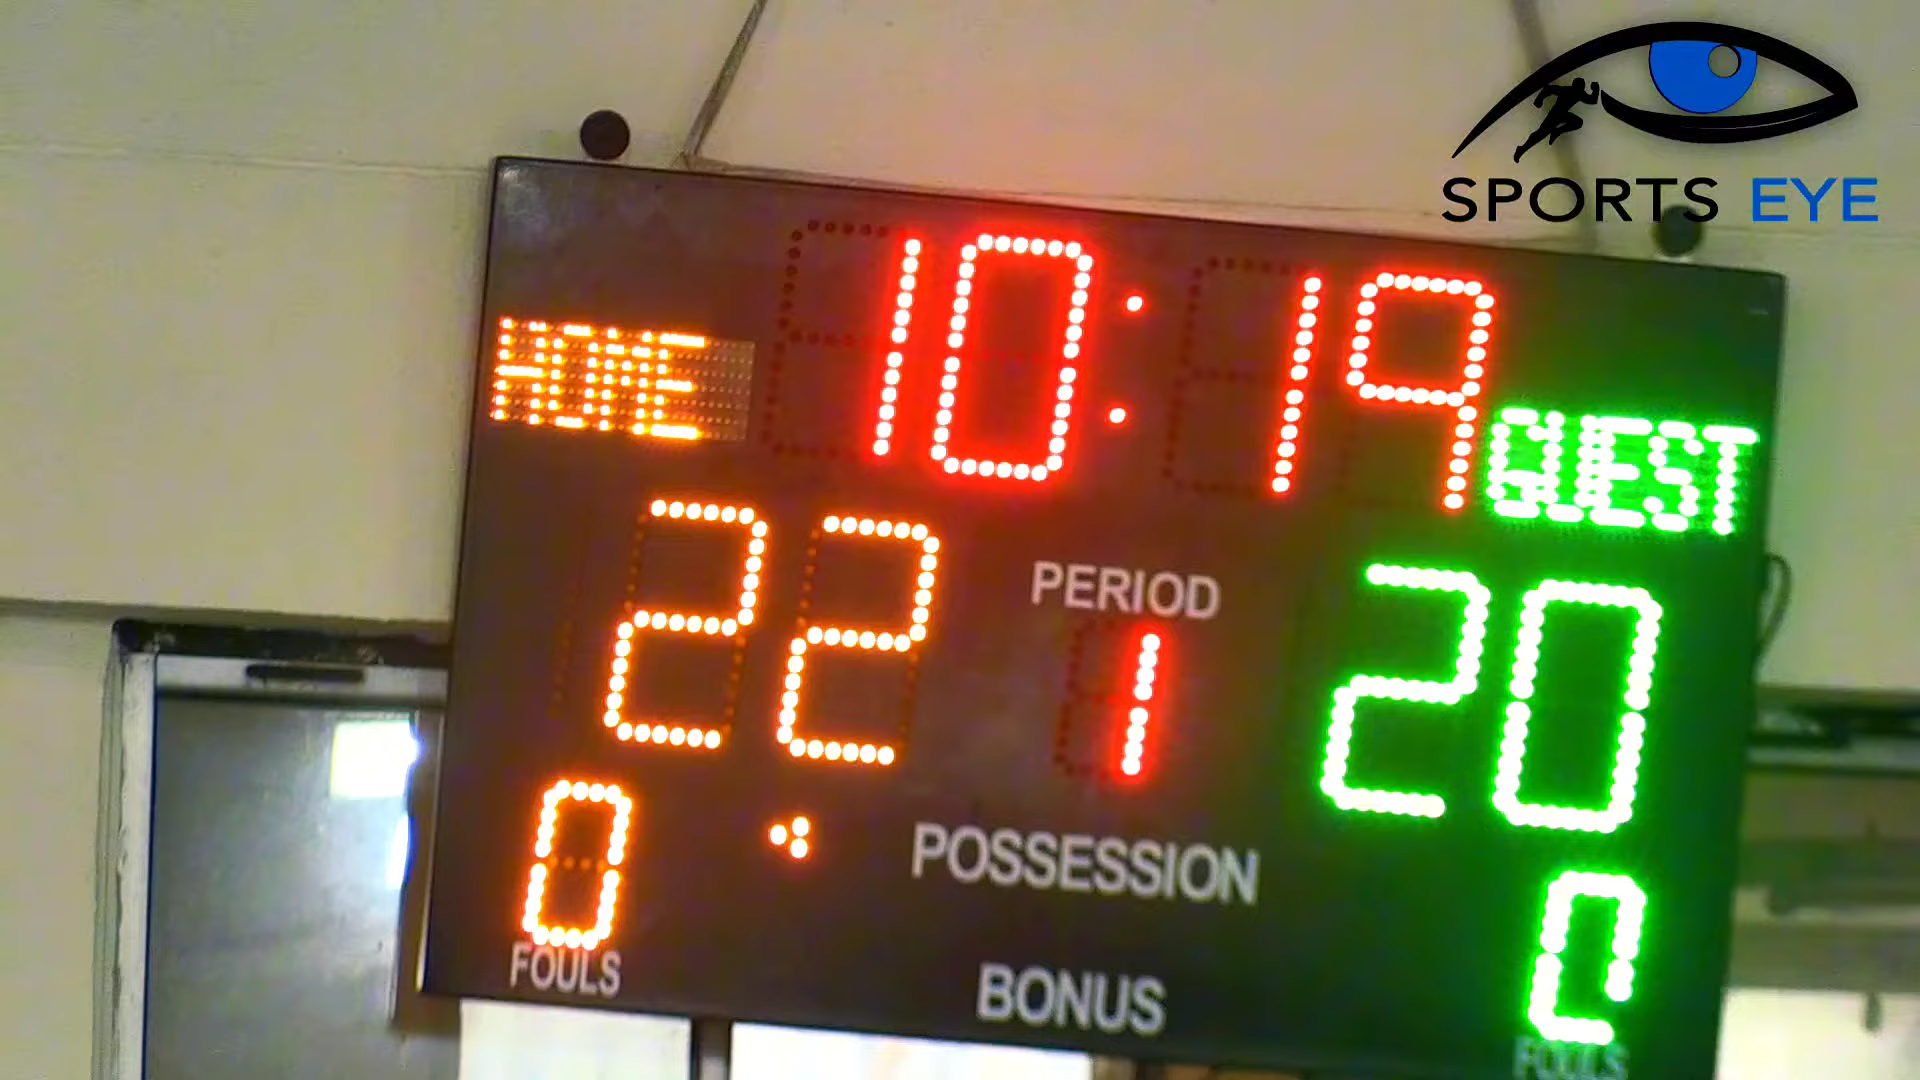 SPORTS EYE
10:19
HOME
GUEST
22
PERIOD
20
1
0
POSSESSION
0
FOULS
BONUS
FOULS